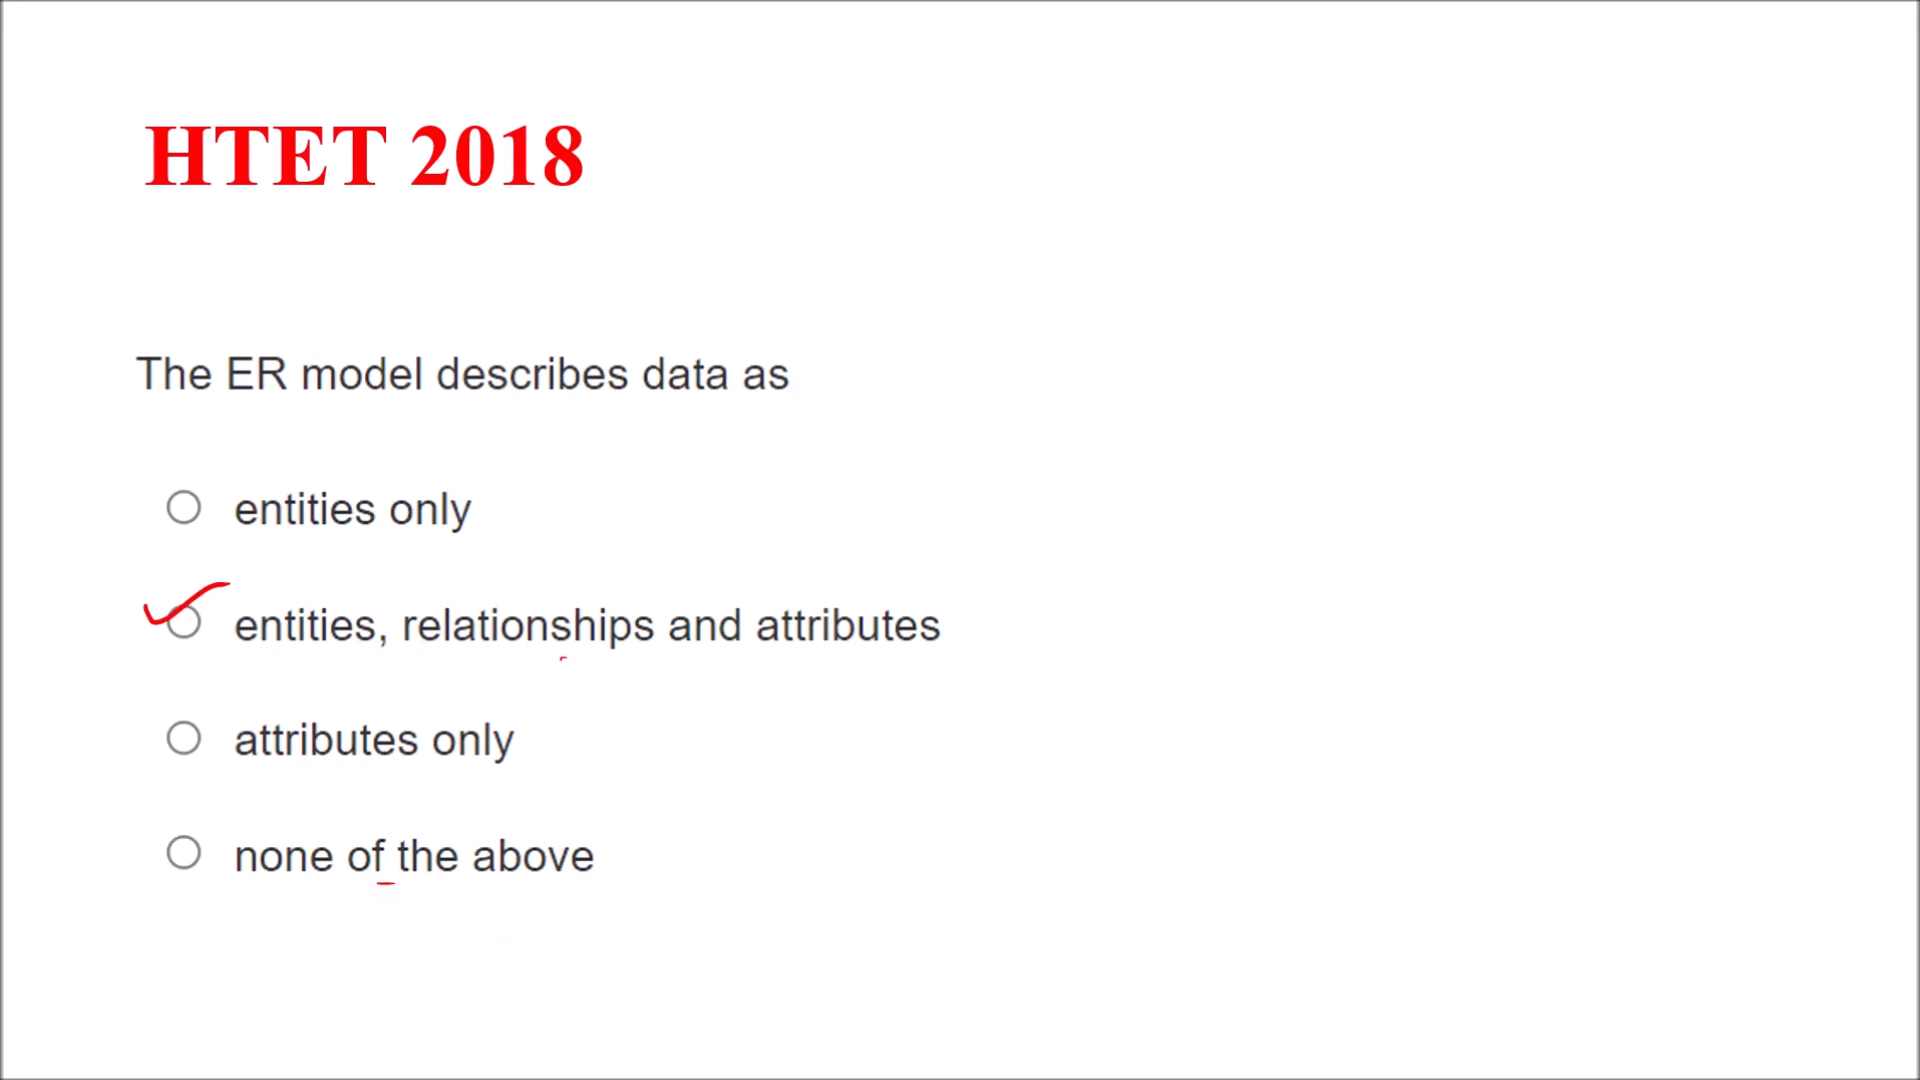 HTET 2018
The ER model describes data as
entities only
entities, relationships and attributes
attributes only
none of the above